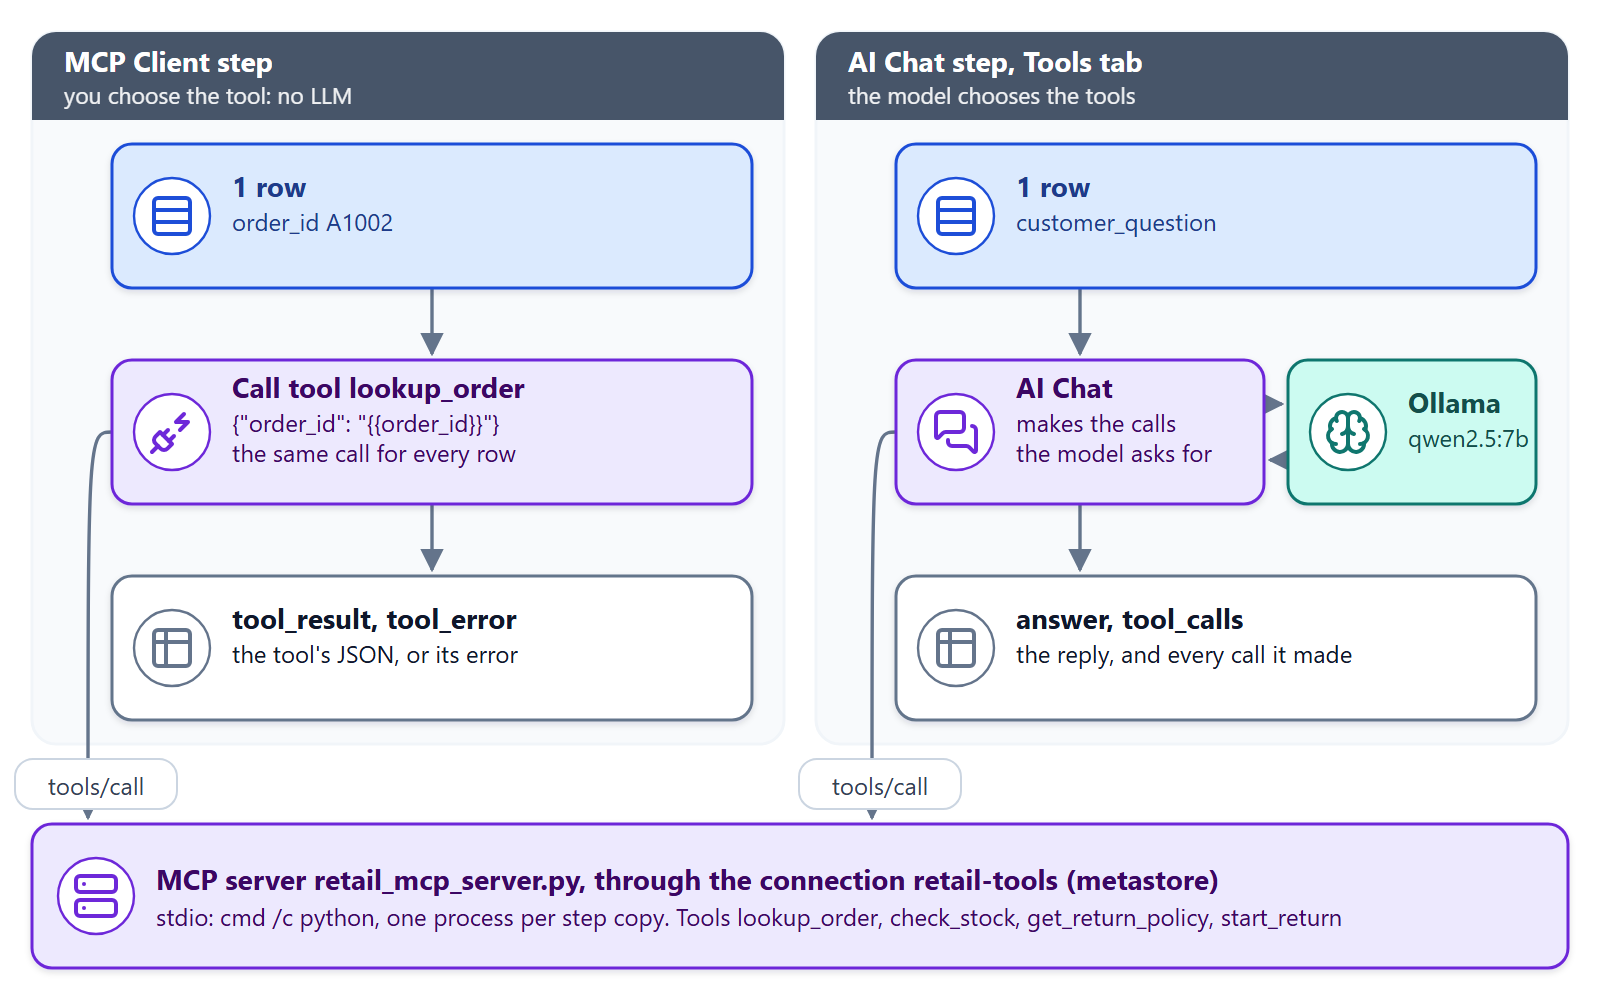 MCP Client step
you choose the tool: no LLM
1 row
order_id A1002
Call tool lookup_order
{"order_id": "{{order_id}}"}
the same call for every row
tool_result, tool_error
the tool's JSON, or its error
tools/call
AI Chat step, Tools tab
the model chooses the tools
1 row
customer_question
AI Chat
makes the calls
the model asks for
Ollama
qwen2.5:7b
answer, tool_calls
the reply, and every call it made
tools/call
MCP server retail_mcp_server.py, through the connection retail-tools (metastore)
stdio: cmd /c python, one process per step copy. Tools lookup_order, check_stock, get_return_policy, start_return